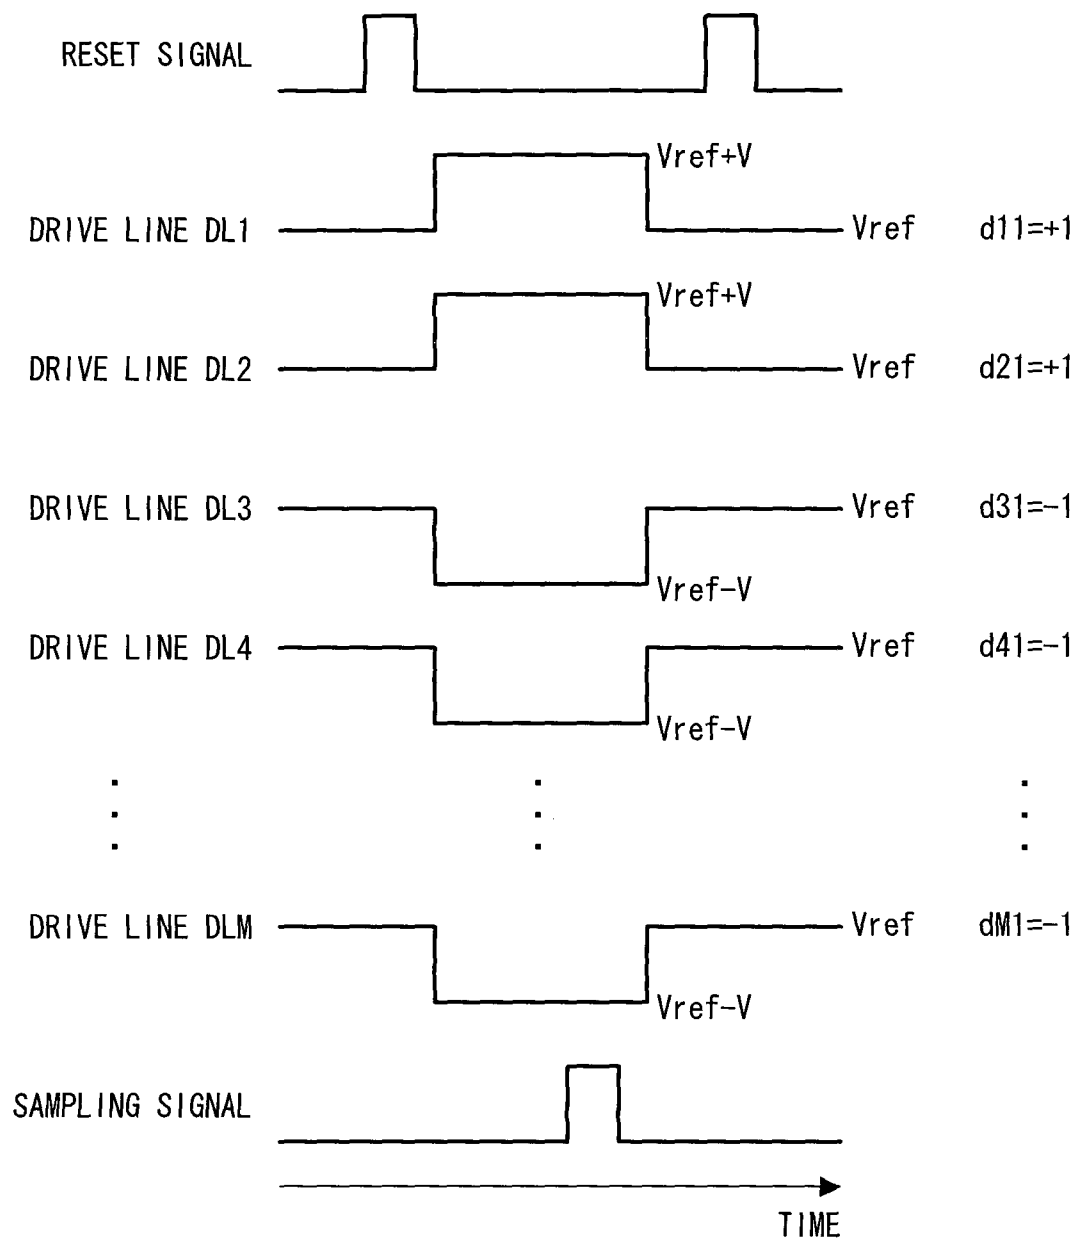 RESET SIGNAL
Vref+V
DRIVE LINE DL1 Vref d11=+1
Vref+V
DRIVE LINE DL2 Vref d21=+1
DRIVE LINE DL3 Vref d31=-1
Vref-V
DRIVE LINE DL4 Vref d41=-1
Vref-V
DRIVE LINE DLM Vref dM1=-1
Vref-V
SAMPLING SIGNAL
TIME